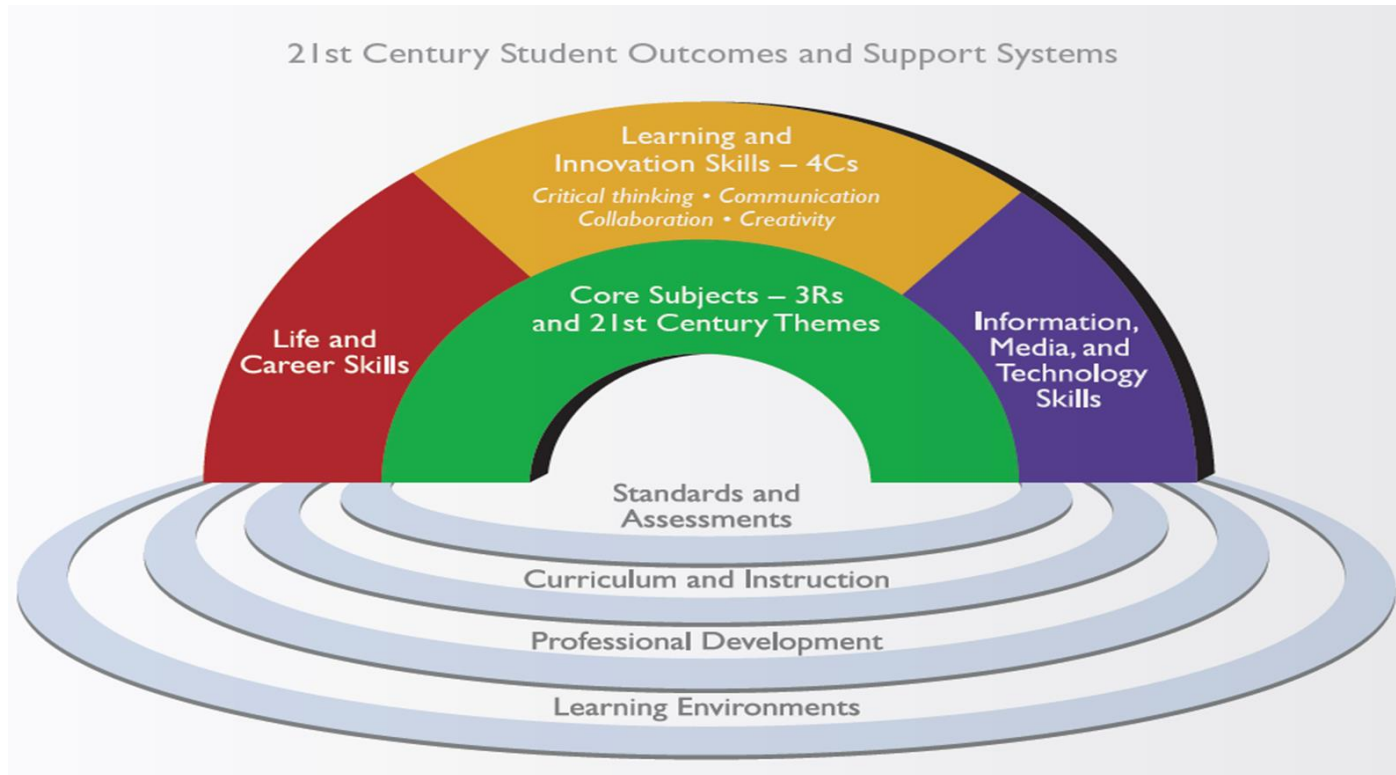 21st Century Student Outcomes and Support Systems
Learning and
Innovation Skills – 4Cs
Critical thinking • Communication
Collaboration • Creativity
Core Subjects – 3Rs
and 21st Century Themes
Life and
Career Skills
Information,
Media, and
Technology
Skills
Standards and
Assessments
Curriculum and Instruction
Professional Development
Learning Environments